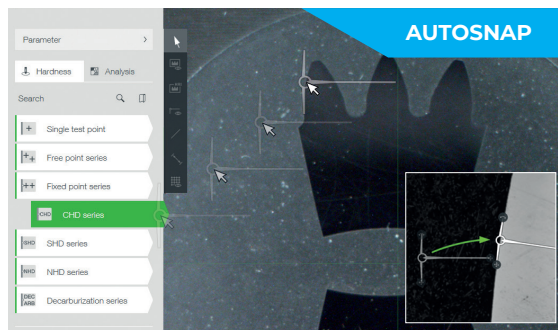 AUTOSNAP
Parameter
Hardness
Analysis
Search
Single test point
Free point series
Fixed point series
CHD
CHD series
SHD
SHD series
NHD
NHD series
DEC
ARB
Decarburization series